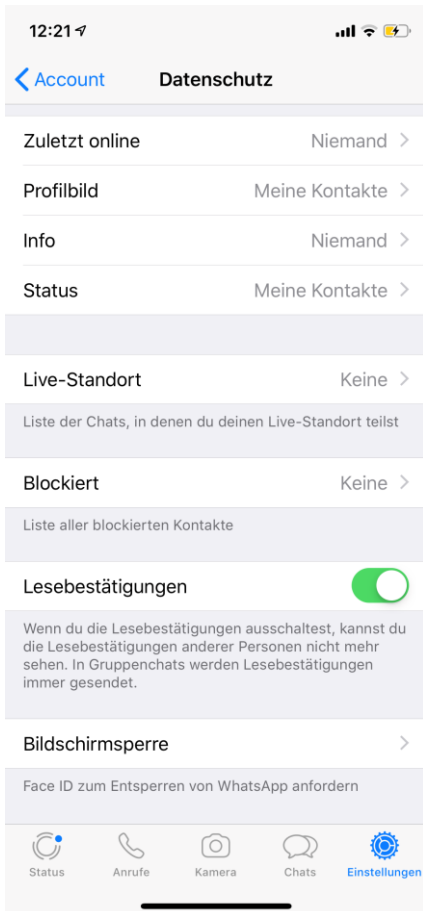 12:21
Account
Datenschutz
Zuletzt online Niemand
Profilbild Meine Kontakte
Info Niemand
Status Meine Kontakte
Live-Standort Keine
Liste der Chats, in denen du deinen Live-Standort teilst
Blockiert Keine
Liste aller blockierten Kontakte
Lesebestätigungen
Wenn du die Lesebestätigungen ausschaltest, kannst du
die Lesebestätigungen anderer Personen nicht mehr
sehen. In Gruppenchats werden Lesebestätigungen
immer gesendet.
Bildschirmsperre
Face ID zum Entsperren von WhatsApp anfordern
Status Anrufe Kamera Chats Einstellungen